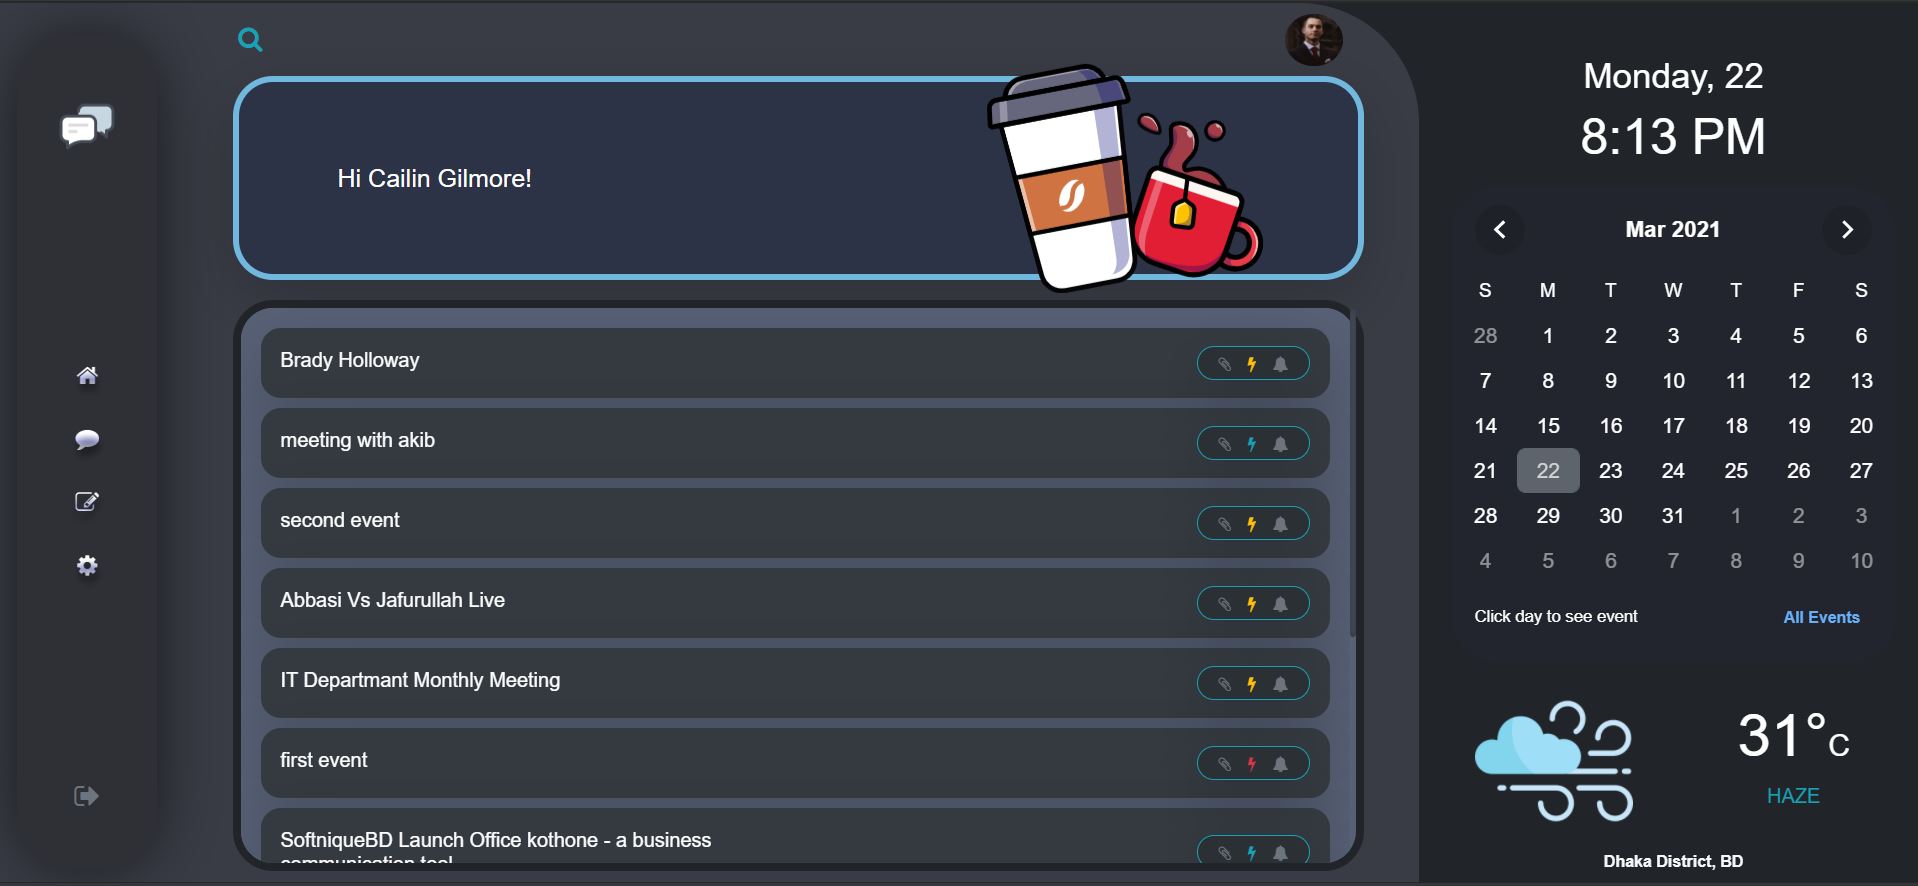 Hi Cailin Gilmore!
Brady Holloway
meeting with akib
second event
Abbasi Vs Jafurullah Live
IT Departmant Monthly Meeting
first event
SoftniqueBD Launch Office kothone - a business
communication tool
Monday, 22
8:13 PM
Mar 2021
S M T W T F S
28 1 2 3 4 5 6
7 8 9 10 11 12 13
14 15 16 17 18 19 20
21 22 23 24 25 26 27
28 29 30 31 1 2 3
4 5 6 7 8 9 10
Click day to see event All Events
31°c
HAZE
Dhaka District, BD